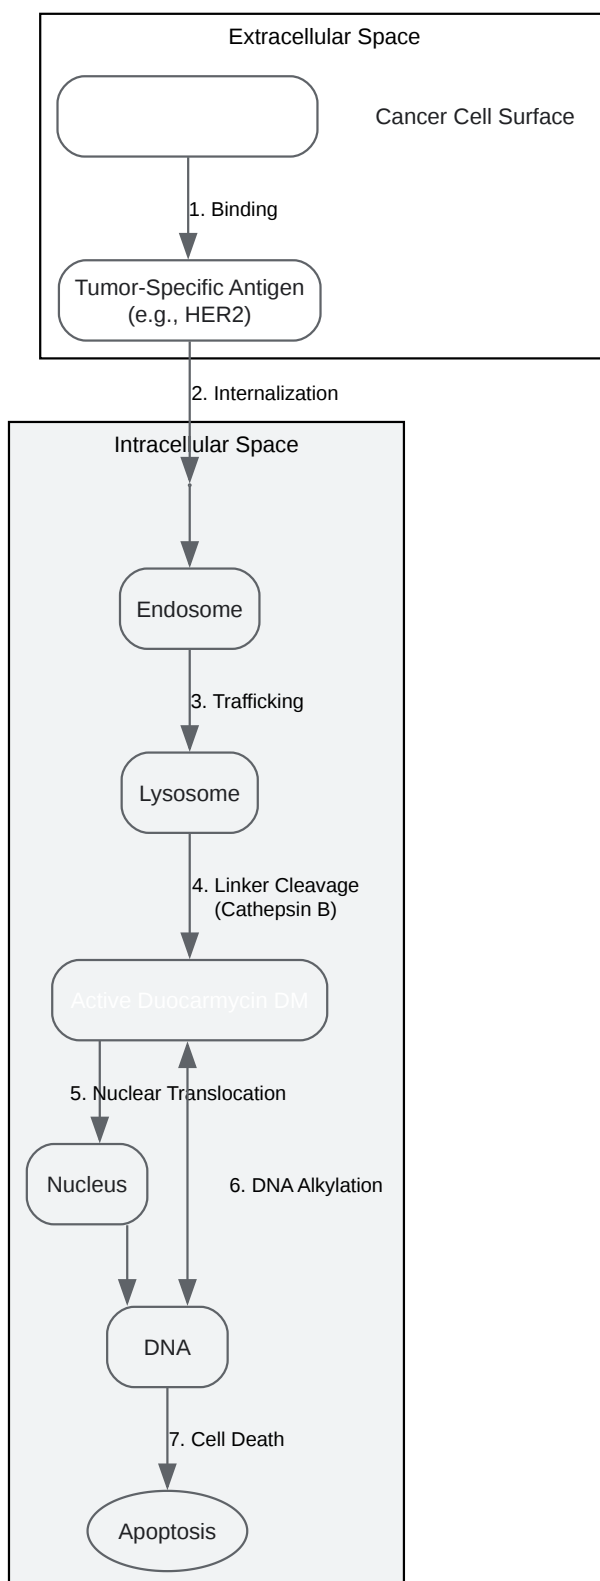 Extracellular Space
Cancer Cell Surface
1. Binding
Tumor-Specific Antigen
(e.g., HER2)
2. Internalization
Intracellular Space
Endosome
3. Trafficking
Lysosome
4. Linker Cleavage
(Cathepsin B)
Active Duocarmycin DM
5. Nuclear Translocation
Nucleus
6. DNA Alkylation
DNA
7. Cell Death
Apoptosis